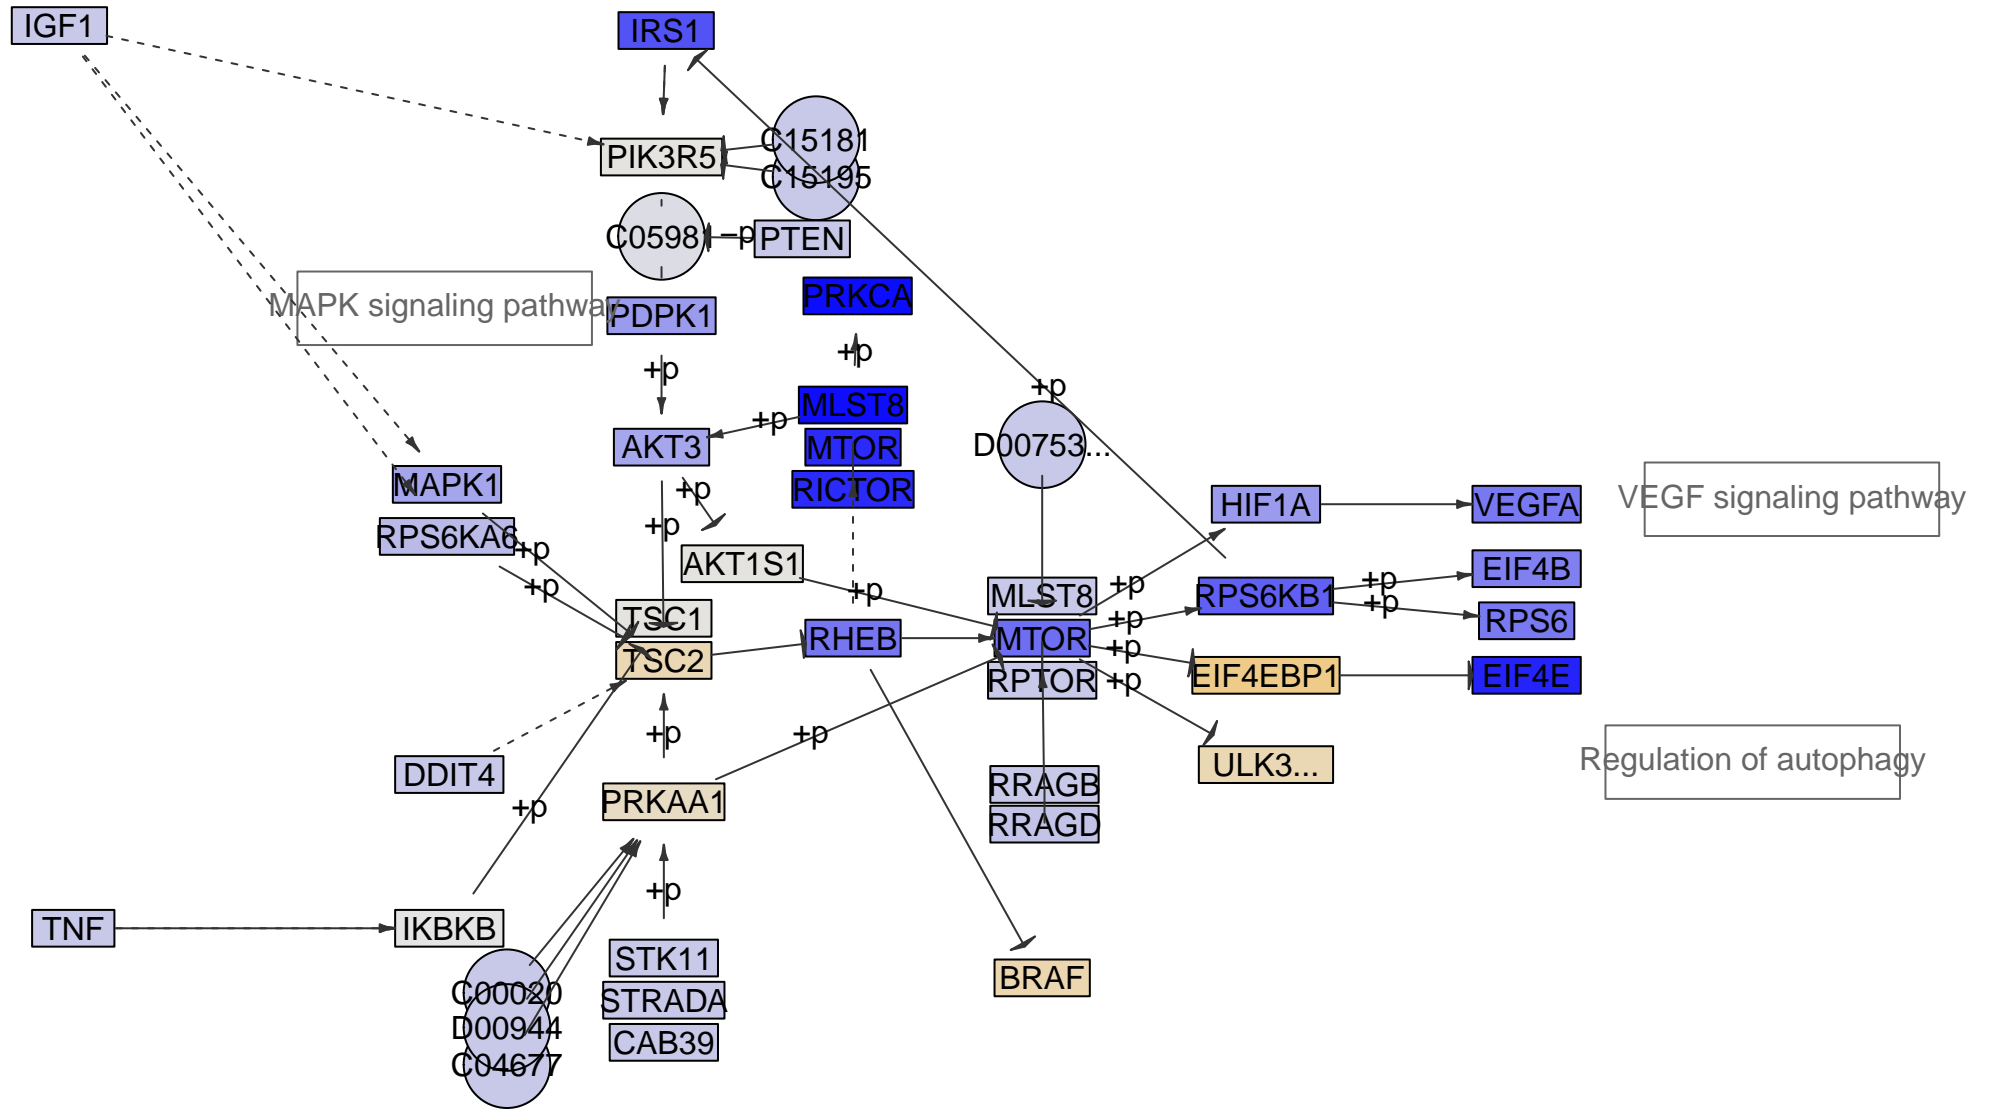 IGF1
IRS1
C15181
PIK3R5
C15195
C0598
−p
PTEN
PRKCA
MAPK signaling pathway
PDPK1
+p
+p
+p
MLST8
+p
AKT3
MTOR
D00753...
MAPK1
+p
RICTOR
HIF1A
VEGFA
VEGF signaling pathway
RPS6KA6
+p
+p
AKT1S1
EIF4B
+p
+p
+p
+p
MLST8
RPS6KB1
+p
TSC1
+p
RPS6
RHEB
MTOR
+p
TSC2
RPTOR
+p
EIF4EBP1
EIF4E
+p
+p
DDIT4
ULK3...
Regulation of autophagy
RRAGB
PRKAA1
+p
RRAGD
+p
TNF
IKBKB
STK11
BRAF
C00020
STRADA
D00944
CAB39
C04677